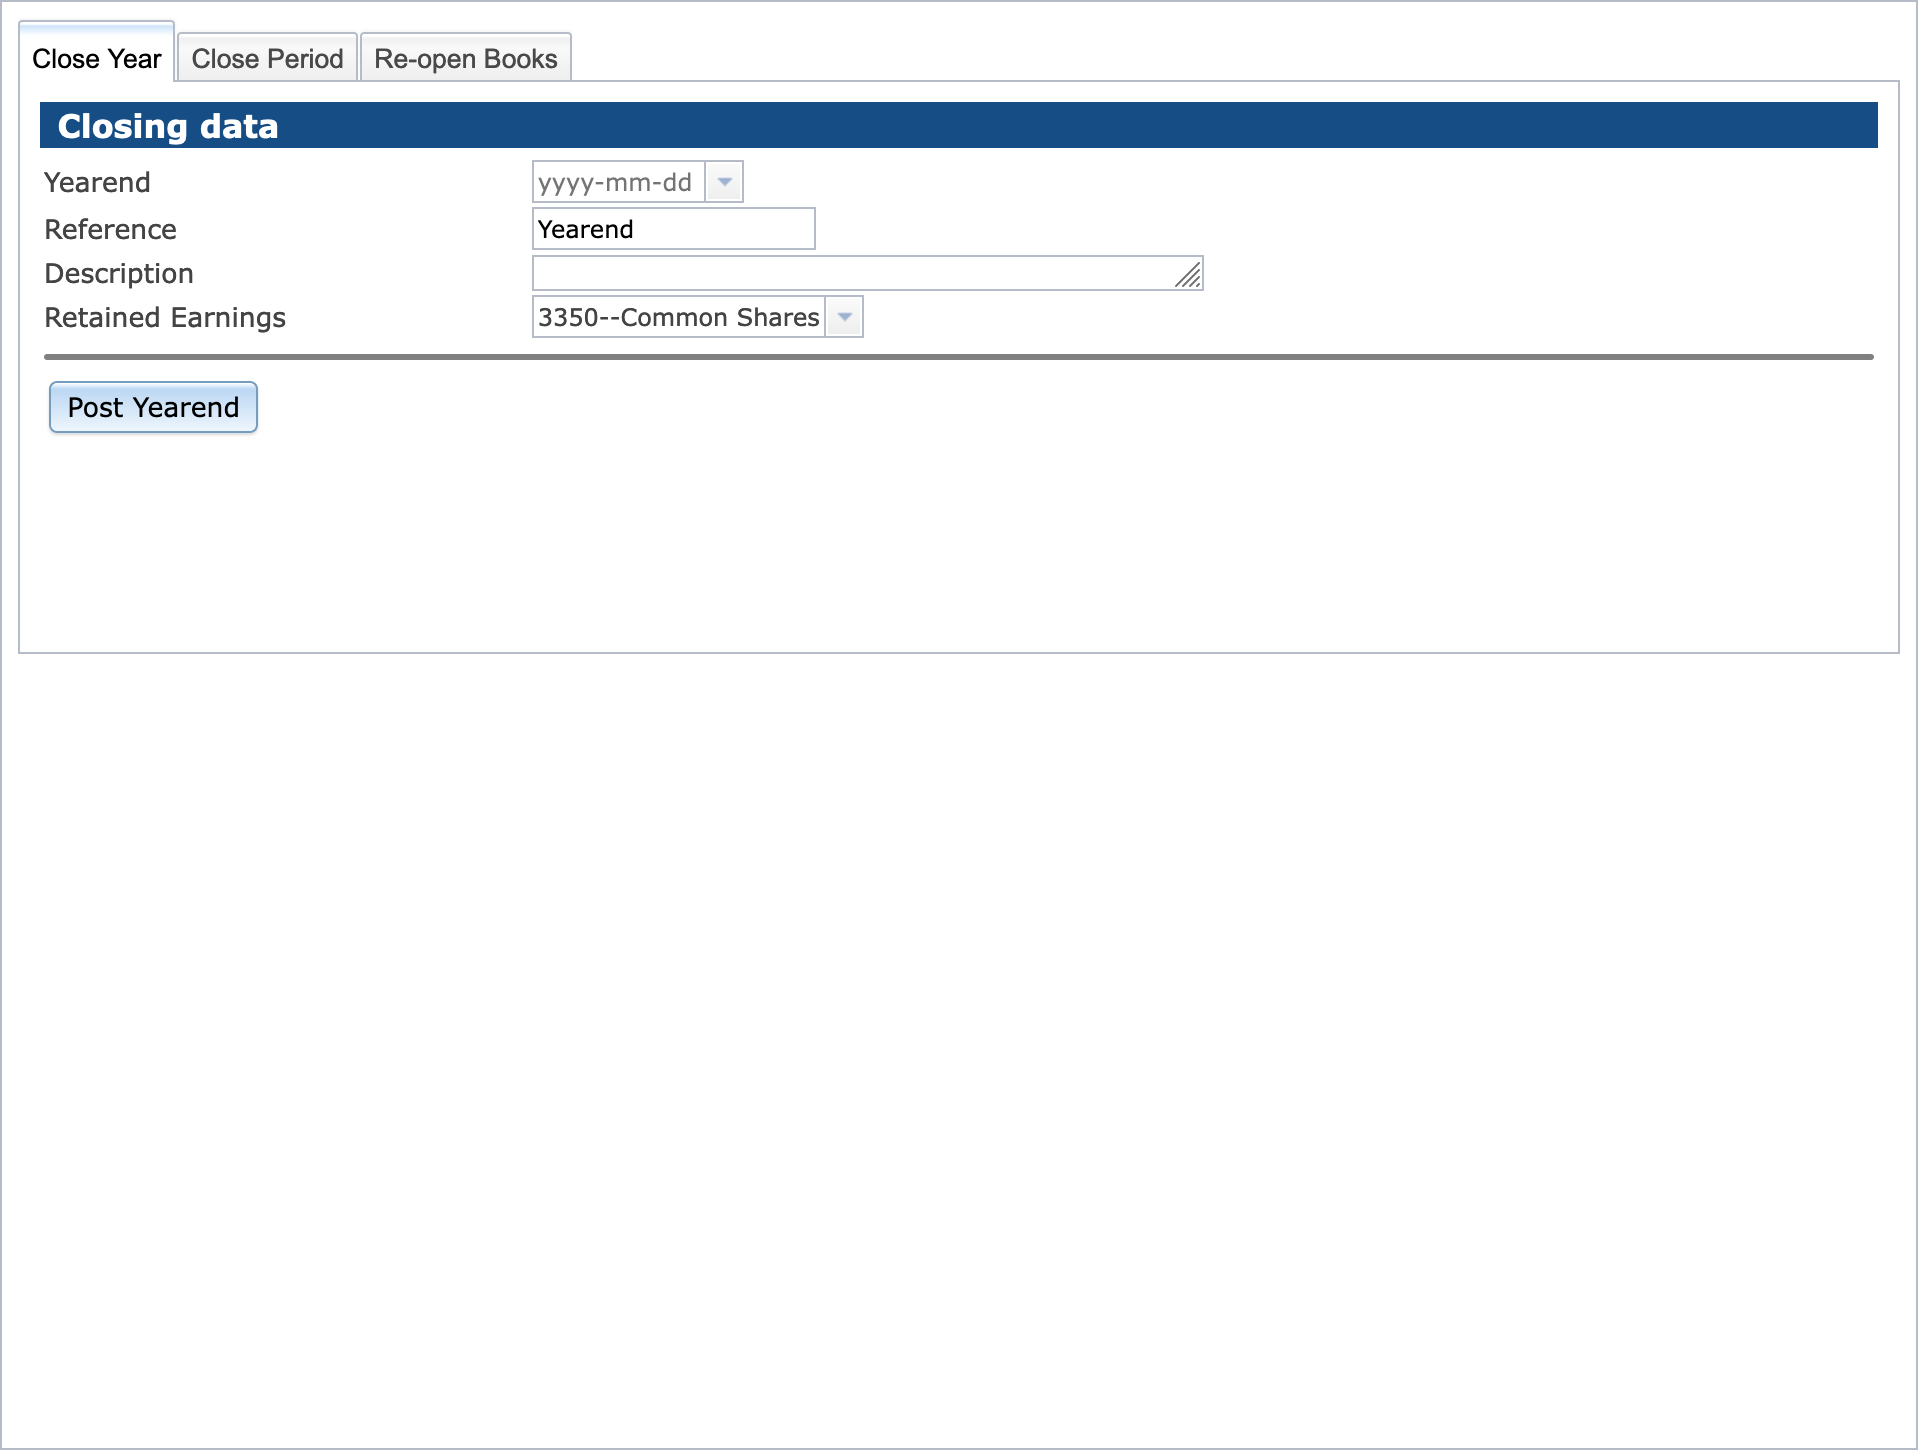 Close Year Close Period Re-open Books
Closing data
Yearend yyyy-mm-dd
Reference Yearend
Description
Retained Earnings 3350--Common Shares
Post Yearend